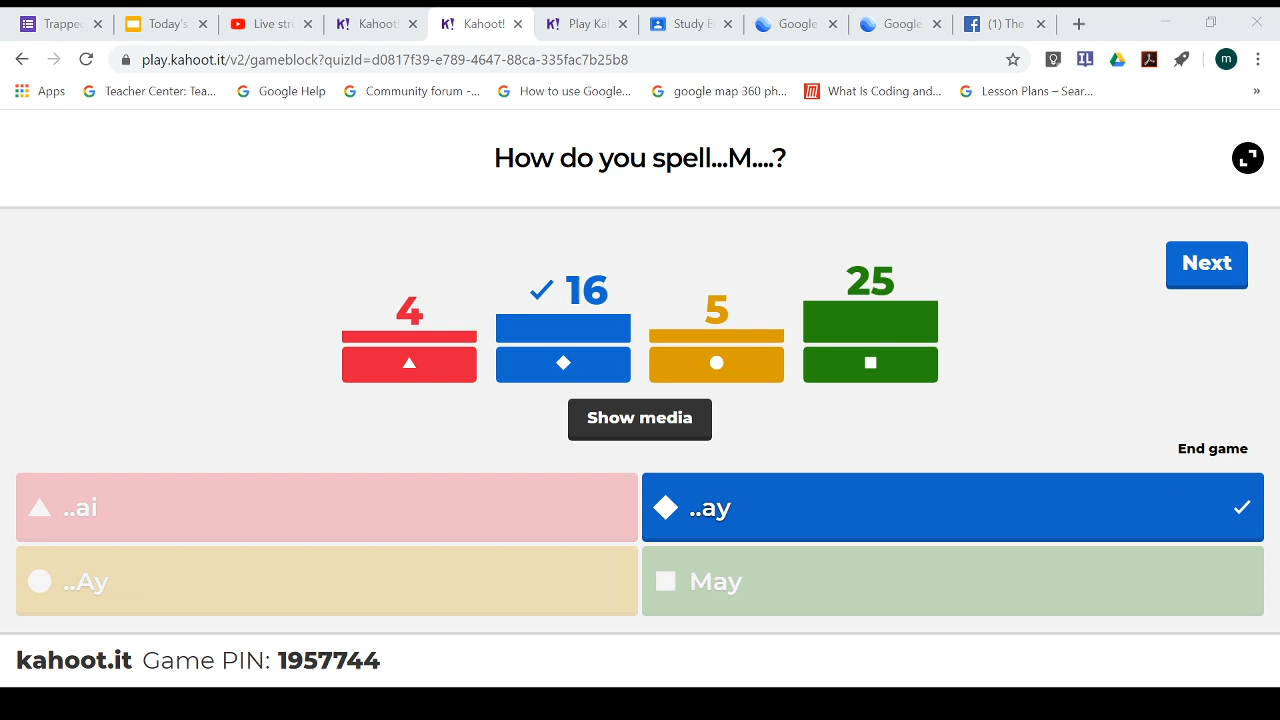 Trapped
Today's
Live str
K! Kahoot!
K! Kahoot!
K! Play Ka
Study E
Google
Google
(1) The
play.kahoot.it/v2/gameblock?quizId=d0817f39-e799-4647-88ca-335fac7b25b8
IL
m
Apps
Teacher Center: Tea...
Google Help
Community forum -...
How to use Google...
google map 360 ph...
What Is Coding and...
Lesson Plans – Sear...
»
How do you spell...M....?
Next
4
16
5
25
Show media
End game
..ai
..ay
..Ay
May
kahoot.it Game PIN: 1957744